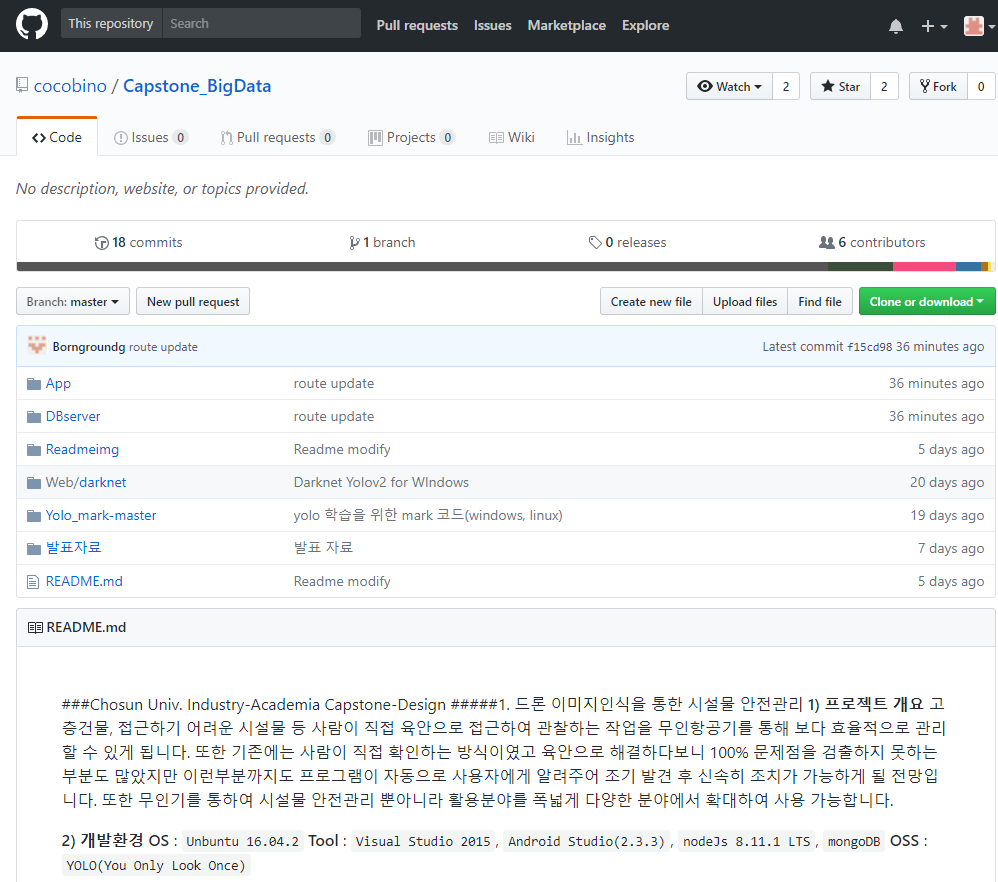 This repository Search Pull requests Issues Marketplace Explore
cocobino / Capstone_BigData Watch 2 Star 2 Fork 0
Code Issues 0 Pull requests 0 Projects 0 Wiki Insights
No description, website, or topics provided.
18 commits 1 branch 0 releases 6 contributors
Branch: master New pull request Create new file Upload files Find file Clone or download
Borngroundg route update Latest commit f15cd98 36 minutes ago
App route update 36 minutes ago
DBserver route update 36 minutes ago
Readmeimg Readme modify 5 days ago
Web/darknet Darknet Yolov2 for WIndows 20 days ago
Yolo_mark-master yolo 학습을 위한 mark 코드(windows, linux) 19 days ago
발표자료 발표 자료 7 days ago
README.md Readme modify 5 days ago
README.md
###Chosun Univ. Industry-Academia Capstone-Design #####1. 드론 이미지인식을 통한 시설물 안전관리 1) 프로젝트 개요 고
층건물, 접근하기 어려운 시설물 등 사람이 직접 육안으로 접근하여 관찰하는 작업을 무인항공기를 통해 보다 효율적으로 관리
할 수 있게 됩니다. 또한 기존에는 사람이 직접 확인하는 방식이였고 육안으로 해결하다보니 100% 문제점을 검출하지 못하는
부분도 많았지만 이런부분까지도 프로그램이 자동으로 사용자에게 알려주어 조기 발견 후 신속히 조치가 가능하게 될 전망입
니다. 또한 무인기를 통하여 시설물 안전관리 뿐아니라 활용분야를 폭넓게 다양한 분야에서 확대하여 사용 가능합니다.
2) 개발환경 OS : Unbuntu 16.04.2 Tool : Visual Studio 2015 , Android Studio(2.3.3) , nodeJs 8.11.1 LTS , mongoDB OSS :
YOLO(You Only Look Once)